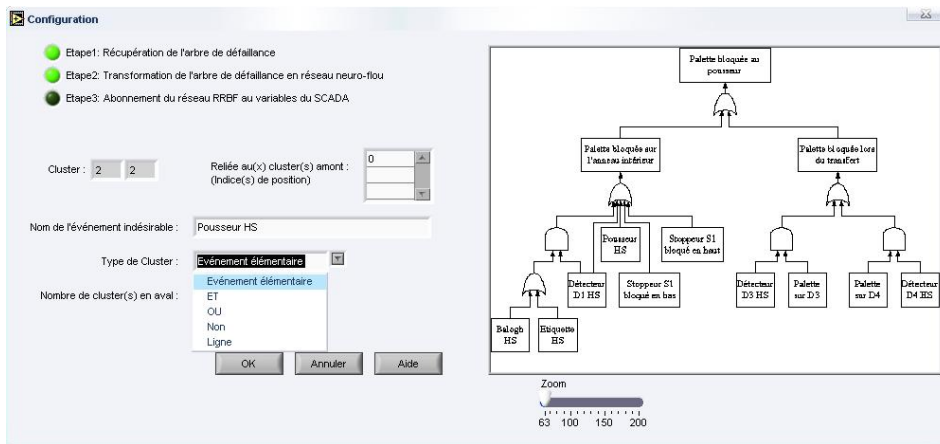 Configuration
Etape1: Récupération de l'arbre de défaillance
Etape2: Transformation de l'arbre de défaillance en réseau neuro-flou
Etape3: Abonnement du réseau RRBF au variables du SCADA
Cluster : 2 2
Reliée au(x) cluster(s) amont :
(Indice(s) de position)
0
Nom de l'événement indésirable : Pousseur HS
Type de Cluster : Evénement élémentaire
Evénement élémentaire
ET
OU
Non
Ligne
Nombre de cluster(s) en aval :
OK Annuler Aide
Palette bloquée au
pousseur
Palette bloquée sur
l'anneau intérieur
Palette bloquée lors
du transfert
Pousseur
HS
Stoppeur S1
bloqué en haut
Détecteur
D1 HS
Stoppeur S1
bloqué en bas
Détecteur
D3 HS
Palette
sur D3
Palette
sur D4
Détecteur
D4 HS
Balogh
HS
Etiquette
HS
Zoom
63 100 150 200